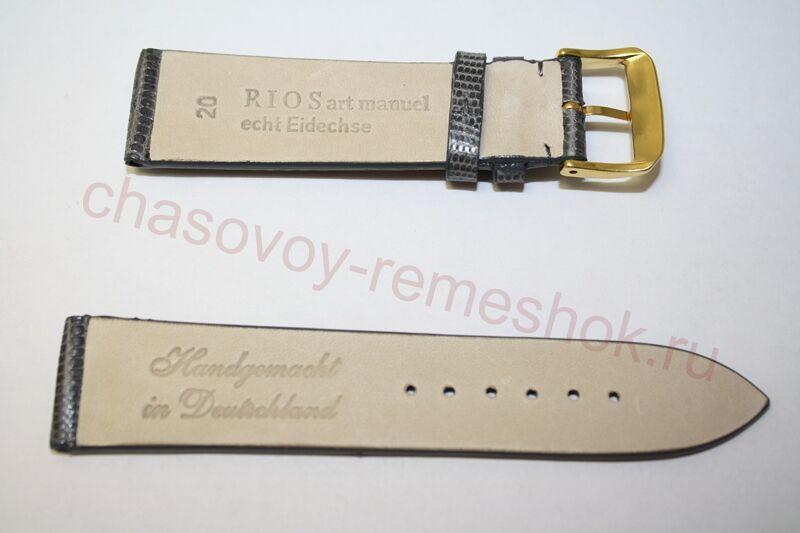 20
RIOS art manuel
echt Eidechse
chasovoy-remeshok.ru
Handgemacht
in Deutschland